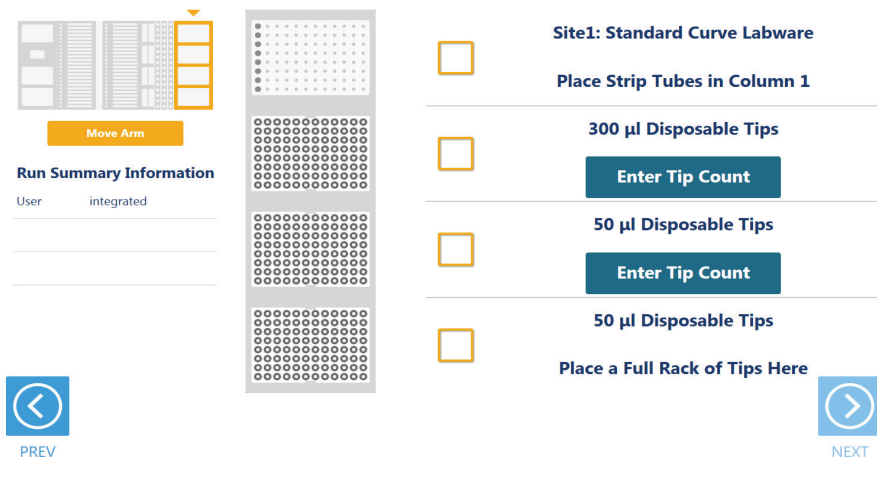 Move Arm
Run Summary Information
User integrated
PREV
Site1: Standard Curve Labware
Place Strip Tubes in Column 1
300 µl Disposable Tips
Enter Tip Count
50 µl Disposable Tips
Enter Tip Count
50 µl Disposable Tips
Place a Full Rack of Tips Here
NEXT